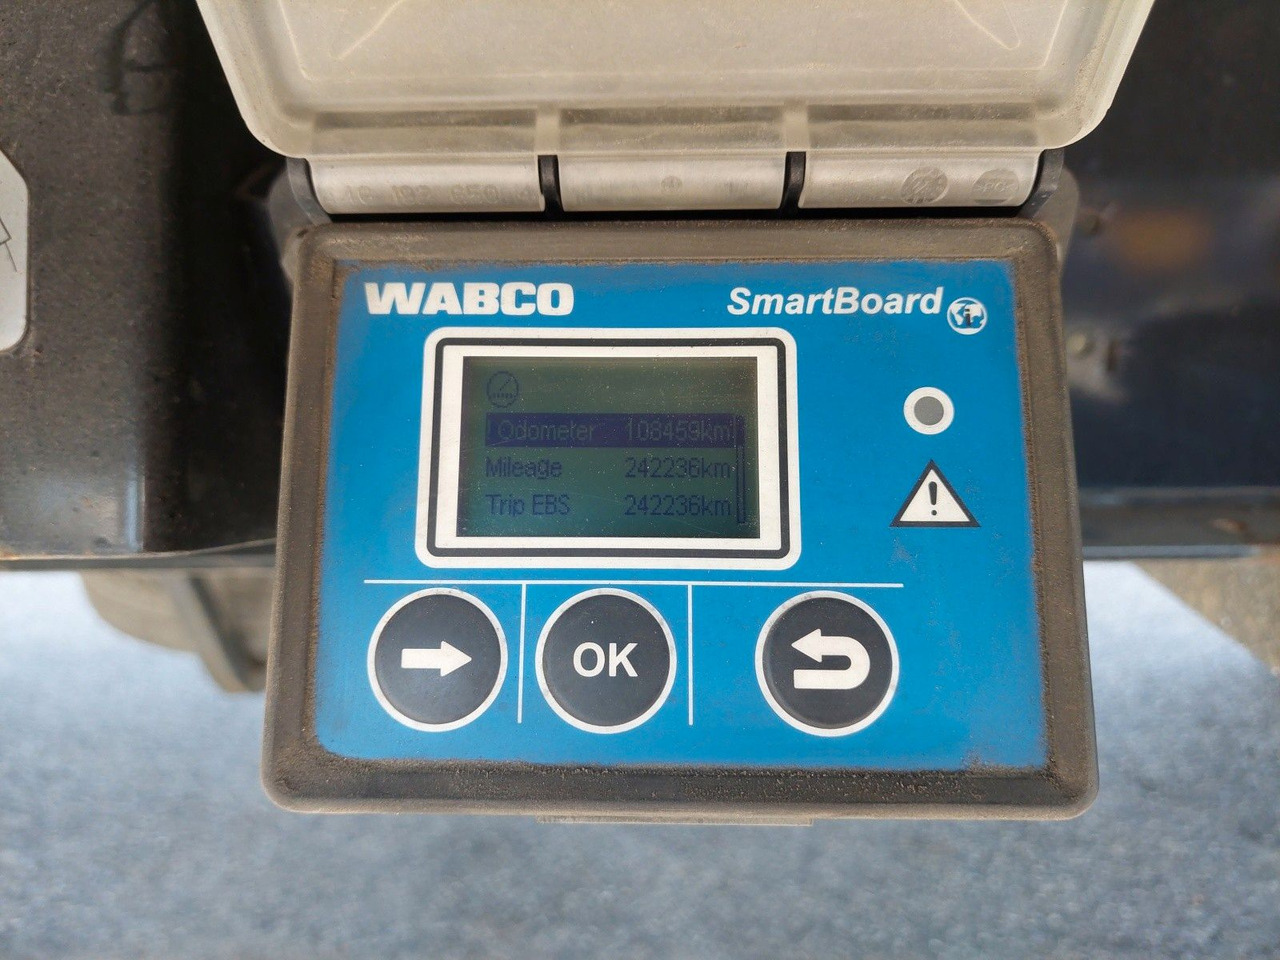 WABCO
SmartBoard
Odometer 108459km
Mileage 242236km
Trip EBS 242236km
OK